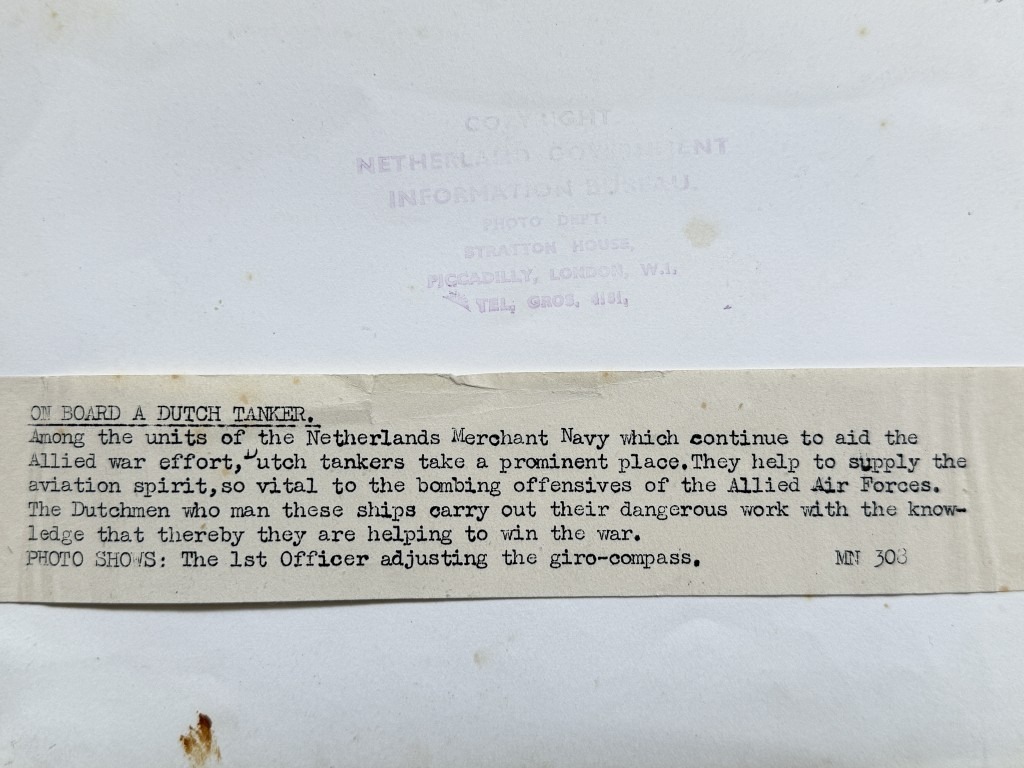 COPYRIGHT
NETHERLAND GOVERNMENT
INFORMATION BUREAU.
PHOTO DEPT:
STRATTON HOUSE,
PICCADILLY, LONDON, W.1,
TEL, GROS, 4181,
ON BOARD A DUTCH TANKER.
Among the units of the Netherlands Merchant Navy which continue to aid the
Allied war effort,Dutch tankers take a prominent place.They help to supply the
aviation spirit,so vital to the bombing offensives of the Allied Air Forces.
The Dutchmen who man these ships carry out their dangerous work with the know-
ledge that thereby they are helping to win the war.
PHOTO SHOWS: The 1st Officer adjusting the giro-compass. MN 308